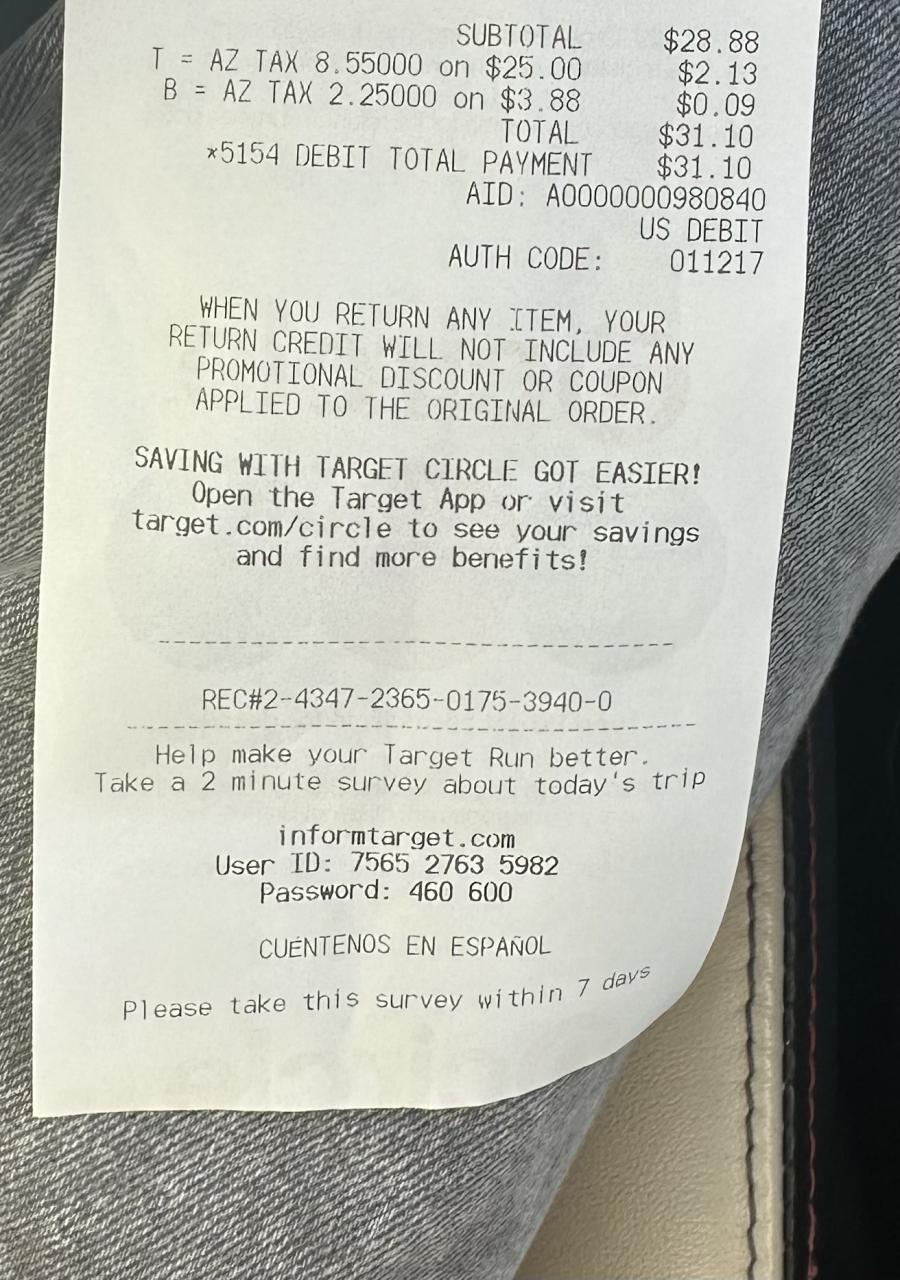 SUBTOTAL $28.88
T = AZ TAX 8.55000 on $25.00 $2.13
B = AZ TAX 2.25000 on $3.88 $0.09
TOTAL $31.10
*5154 DEBIT TOTAL PAYMENT $31.10
AID: A0000000980840
US DEBIT
AUTH CODE: 011217
WHEN YOU RETURN ANY ITEM, YOUR
RETURN CREDIT WILL NOT INCLUDE ANY
PROMOTIONAL DISCOUNT OR COUPON
APPLIED TO THE ORIGINAL ORDER.
SAVING WITH TARGET CIRCLE GOT EASIER!
Open the Target App or visit
target.com/circle to see your savings
and find more benefits!
REC#2-4347-2365-0175-3940-0
Help make your Target Run better.
Take a 2 minute survey about today's trip
informtarget.com
User ID: 7565 2763 5982
Password: 460 600
CUÉNTENOS EN ESPAÑOL
Please take this survey within 7 days